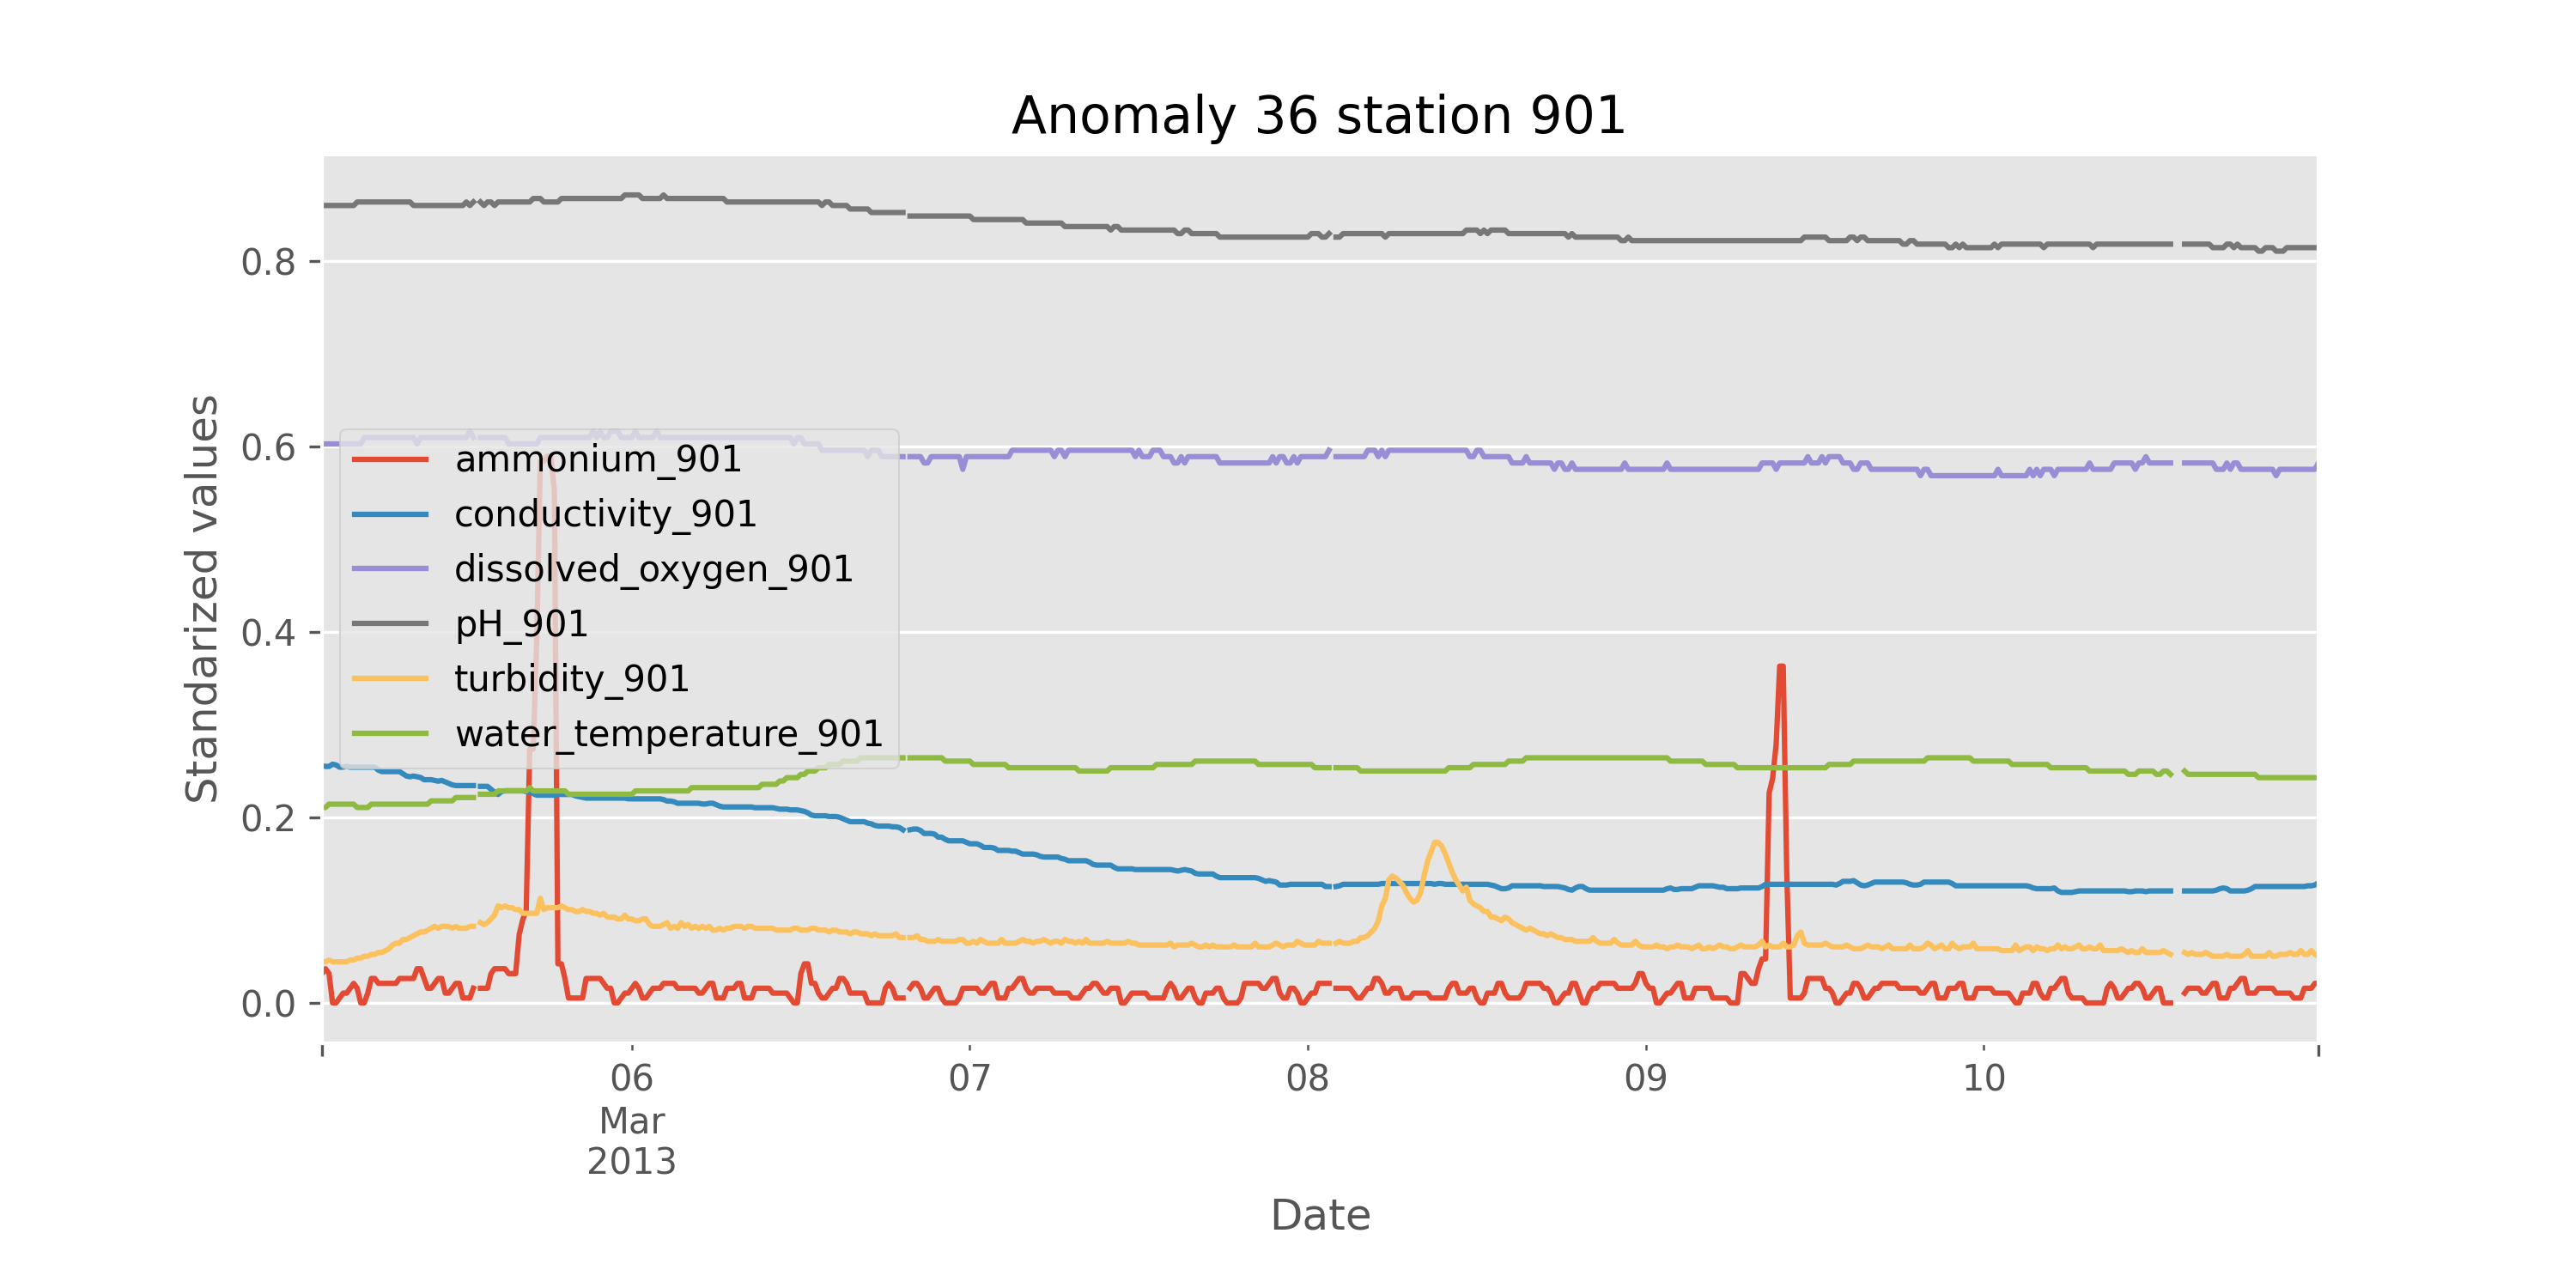 Anomaly 36 station 901
Standarized values
0.8
0.6
0.4
0.2
0.0
ammonium_901
conductivity_901
dissolved_oxygen_901
pH_901
turbidity_901
water_temperature_901
06 07 08 09 10
Mar
2013
Date